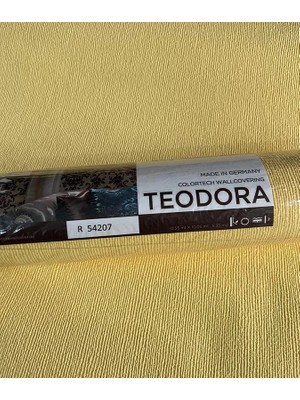 MADE IN GERMANY
COLORTECH WALLCOVERING
TEODORA
R 54207